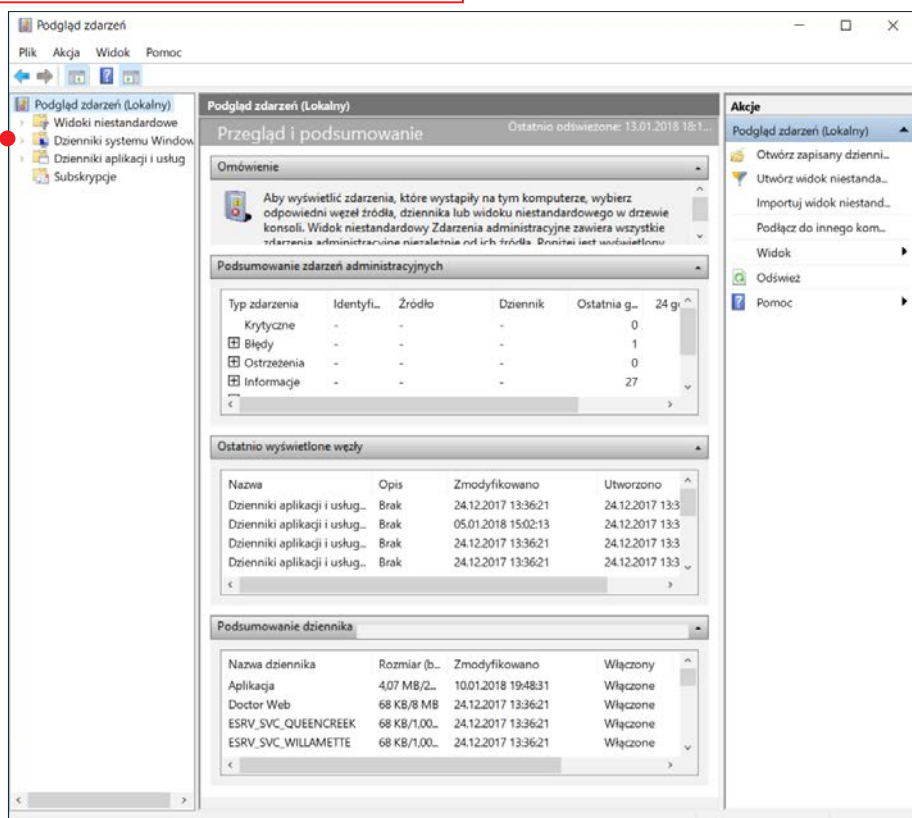 Podgląd zdarzeń
Plik Akcja Widok Pomoc
Podgląd zdarzeń (Lokalny)
Widoki niestandardowe
Dzienniki systemu Window
Dzienniki aplikacji i usług
Subskrypcje
Podgląd zdarzeń (Lokalny)
Przegląd i podsumowanie Ostatnio odświeżone: 13.01.2018 18:1...
Omówienie
Aby wyświetlić zdarzenia, które wystąpiły na tym komputerze, wybierz
odpowiedni węzeł źródła, dziennika lub widoku niestandardowego w drzewie
konsoli. Widok niestandardowy Zdarzenia administracyjne zawiera wszystkie
zdarzenia administracyjne niezależnie od ich źródła. Poniżej jest wyświetlony
Podsumowanie zdarzeń administracyjnych
Typ zdarzenia Identyfi... Źródło Dziennik Ostatnia g... 24 g
Krytyczne - - - 0
Błędy - - - 1
Ostrzeżenia - - - 0
Informacje - - - 27
Ostatnio wyświetlone węzły
Nazwa Opis Zmodyfikowano Utworzono
Dzienniki aplikacji i usług... Brak 24.12.2017 13:36:21 24.12.2017 13:3
Dzienniki aplikacji i usług... Brak 05.01.2018 15:02:13 24.12.2017 13:3
Dzienniki aplikacji i usług... Brak 24.12.2017 13:36:21 24.12.2017 13:3
Dzienniki aplikacji i usług... Brak 24.12.2017 13:36:21 24.12.2017 13:3
Podsumowanie dziennika
Nazwa dziennika Rozmiar (b... Zmodyfikowano Włączony
Aplikacja 4,07 MB/2... 10.01.2018 19:48:31 Włączone
Doctor Web 68 KB/8 MB 24.12.2017 13:36:21 Włączone
ESRV_SVC_QUEENCREEK 68 KB/1,00... 24.12.2017 13:36:21 Włączone
ESRV_SVC_WILLAMETTE 68 KB/1,00... 24.12.2017 13:36:21 Włączone
Akcje
Podgląd zdarzeń (Lokalny)
Otwórz zapisany dzienni...
Utwórz widok niestanda...
Importuj widok niestand...
Podłącz do innego kom...
Widok
Odśwież
Pomoc